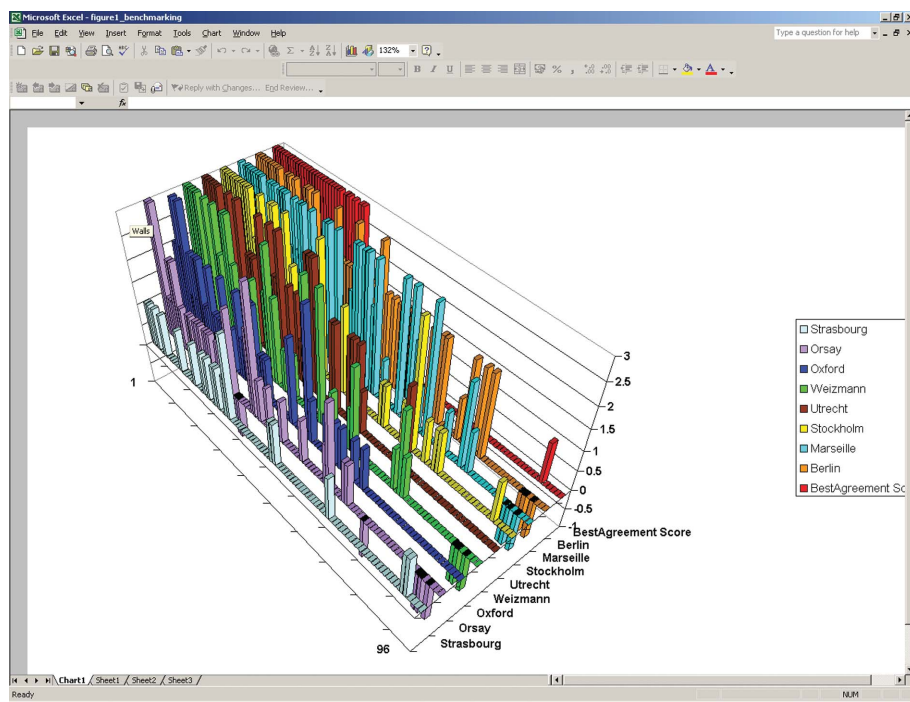 Microsoft Excel - figure1_benchmarking
File Edit View Insert Format Tools Chart Window Help
Type a question for help
132%
Reply with Changes... End Review...
fx
Walls
1
96
3
2.5
2
1.5
1
0.5
0
-0.5
-1
BestAgreement Score
Berlin
Marseille
Stockholm
Utrecht
Weizmann
Oxford
Orsay
Strasbourg
Strasbourg
Orsay
Oxford
Weizmann
Utrecht
Stockholm
Marseille
Berlin
BestAgreement Sc
Chart1 / Sheet1 / Sheet2 / Sheet3 /
Ready
NUM